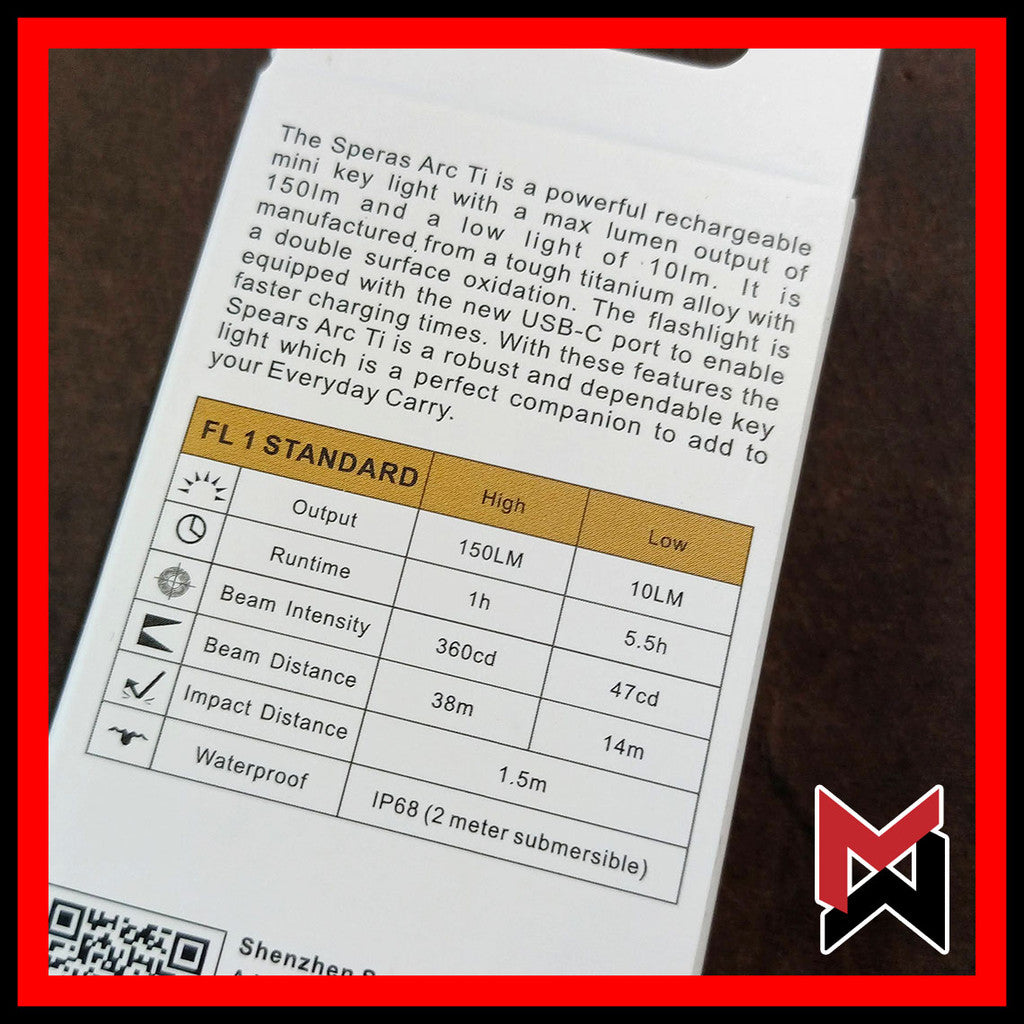 The Speras Arc Ti is a powerful rechargeable
mini key light with a max lumen output of
150lm and a low light of 10lm. It is
manufactured from a tough titanium alloy with
a double surface oxidation. The flashlight is
equipped with the new USB-C port to enable
faster charging times. With these features the
Spears Arc Ti is a robust and dependable key
light which is a perfect companion to add to
your Everyday Carry.
FL 1 STANDARD High Low
Output 150LM 10LM
Runtime 1h 5.5h
Beam Intensity 360cd 47cd
Beam Distance 38m 14m
Impact Distance 1.5m
Waterproof IP68 (2 meter submersible)
Shenzhen